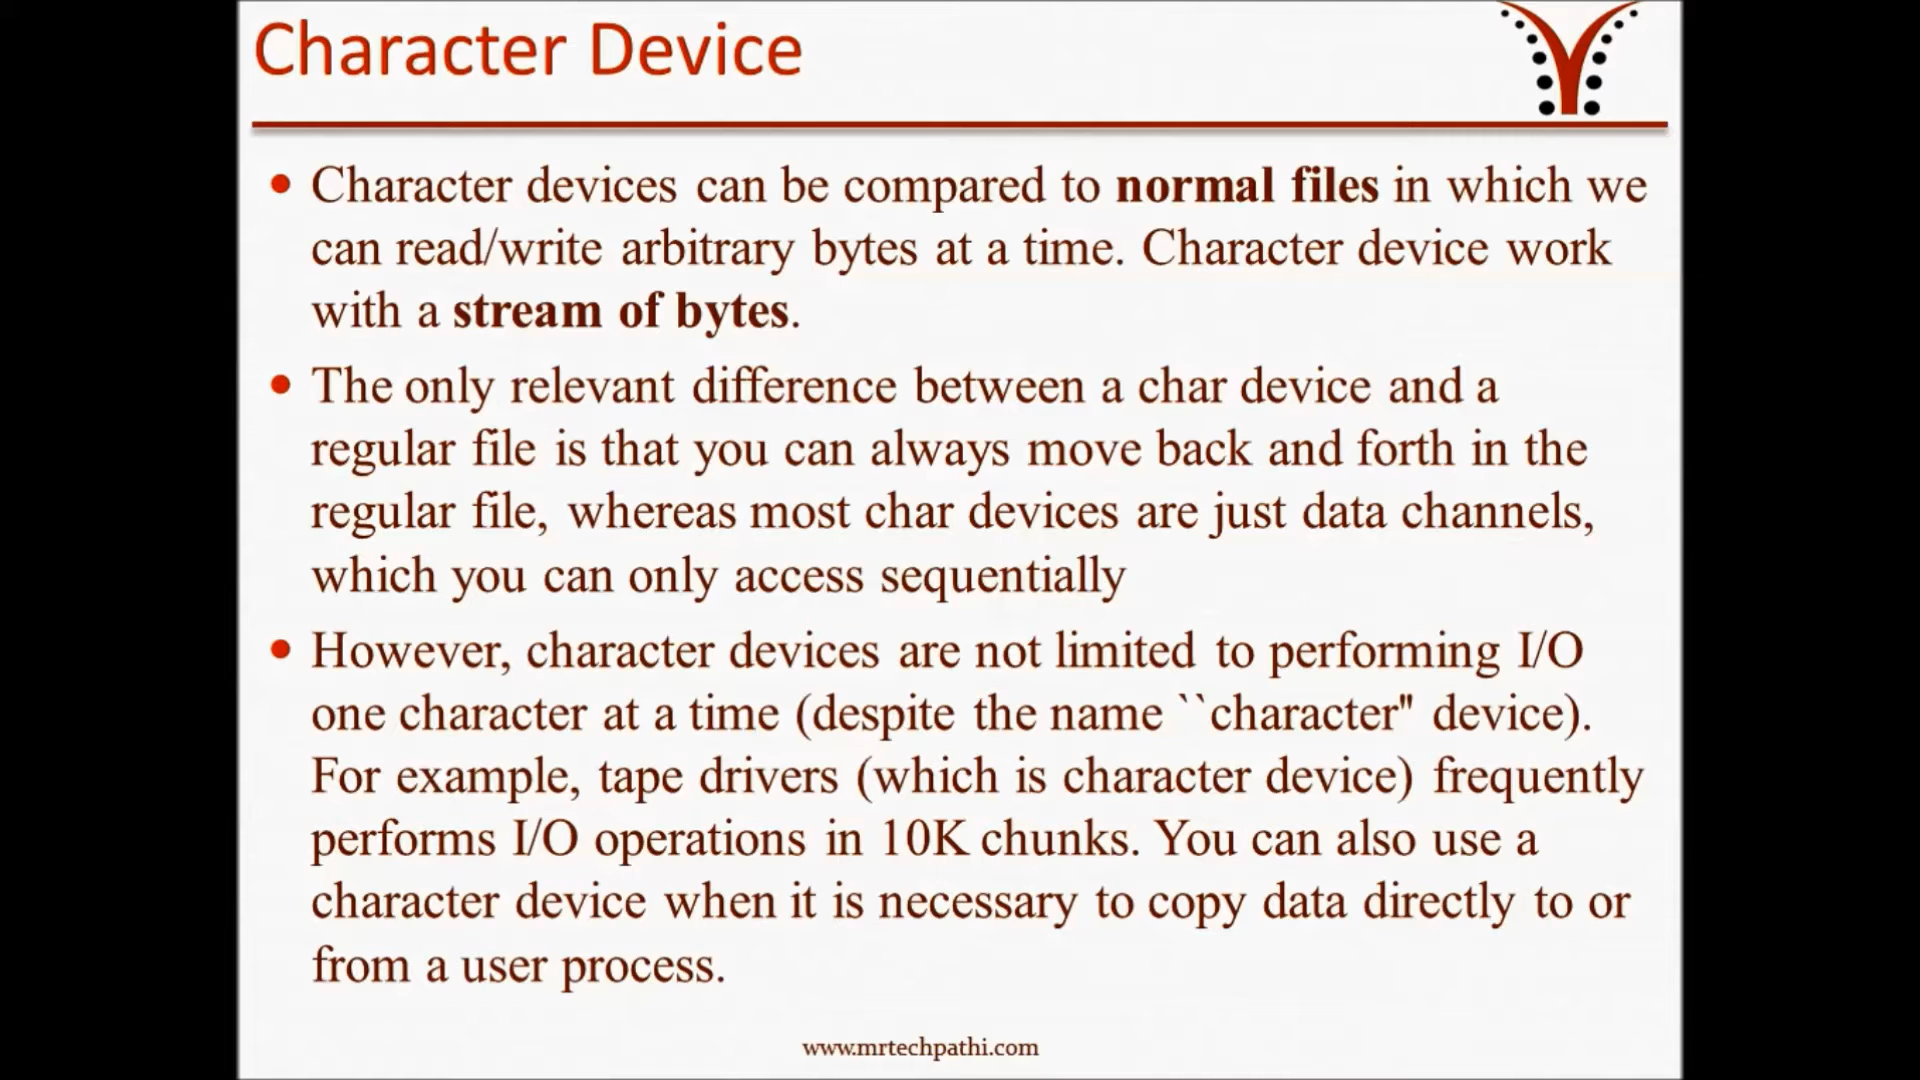 Character Device
• Character devices can be compared to normal files in which we
can read/write arbitrary bytes at a time. Character device work
with a stream of bytes.
• The only relevant difference between a char device and a
regular file is that you can always move back and forth in the
regular file, whereas most char devices are just data channels,
which you can only access sequentially
• However, character devices are not limited to performing I/O
one character at a time (despite the name ``character" device).
For example, tape drivers (which is character device) frequently
performs I/O operations in 10K chunks. You can also use a
character device when it is necessary to copy data directly to or
from a user process.
www.mrtechpathi.com